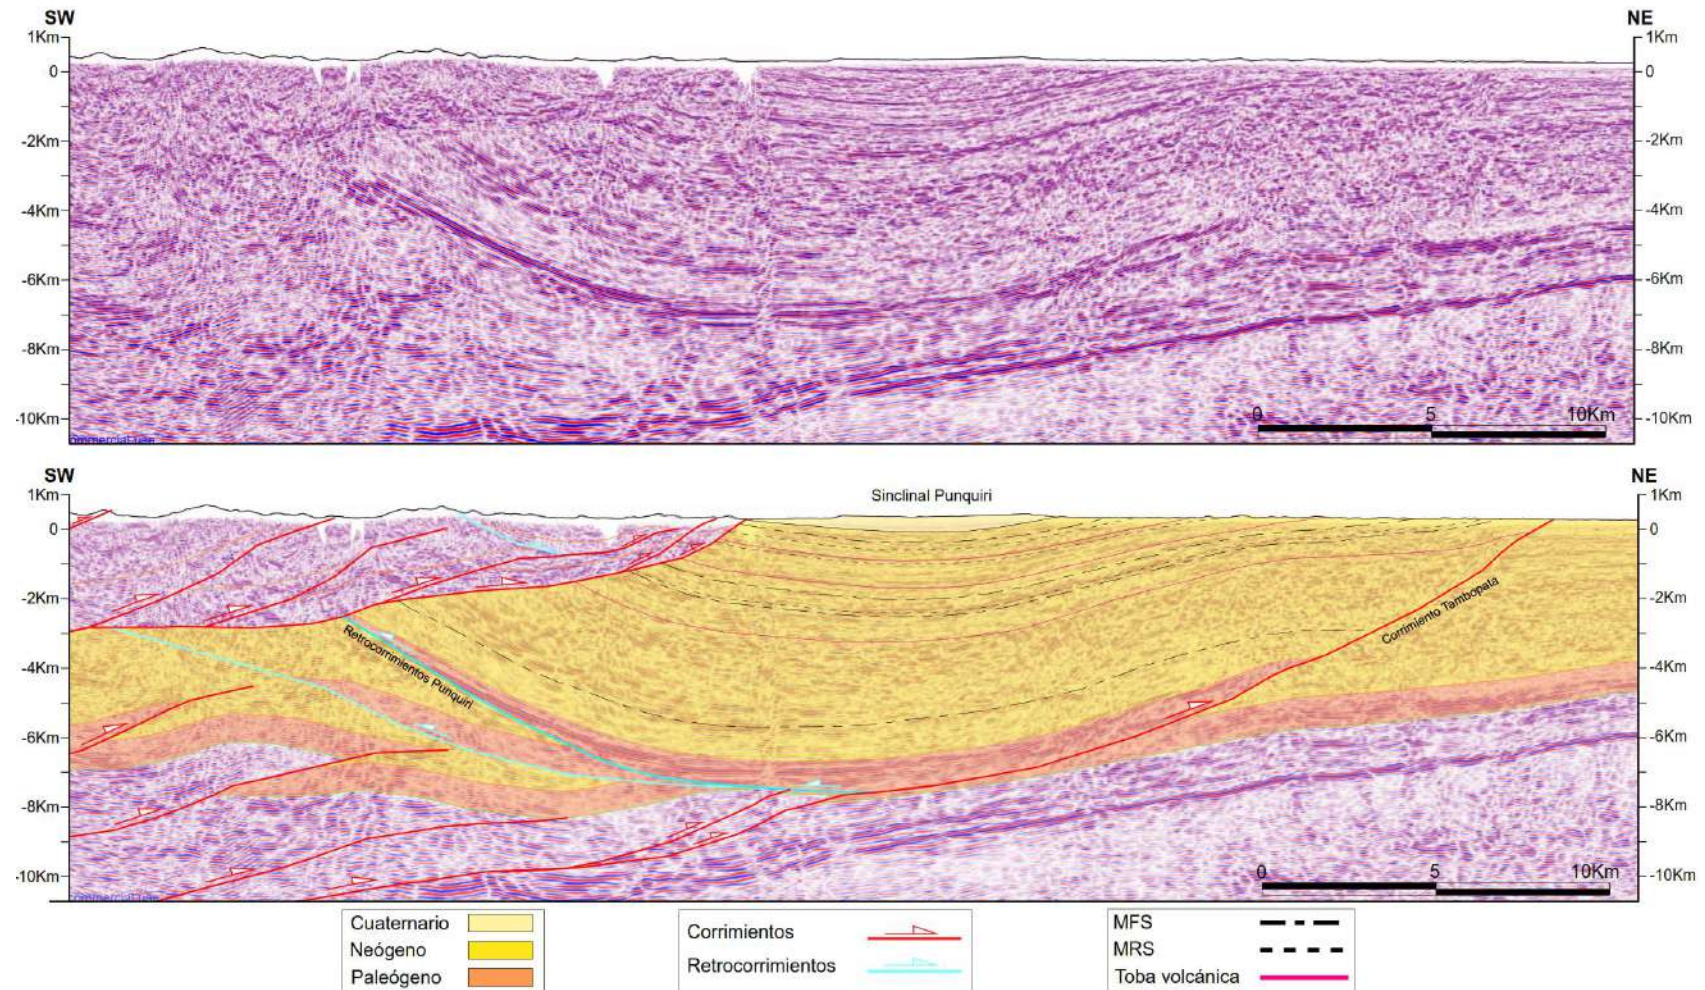 SW NE
1Km 1Km
0 0
-2Km -2Km
-4Km -4Km
-6Km -6Km
-8Km -8Km
0 5 10Km
-10Km -10Km
SW NE
1Km Sinclinal Punquiri 1Km
0 0
-2Km -2Km
Corrimiento Tambopata
Retrocorrimientos Punquiri
-4Km -4Km
-6Km -6Km
-8Km -8Km
0 5 10Km
-10Km -10Km
Cuaternario
Neógeno
Paleógeno
Corrimientos
Retrocorrimientos
MFS
MRS
Toba volcánica